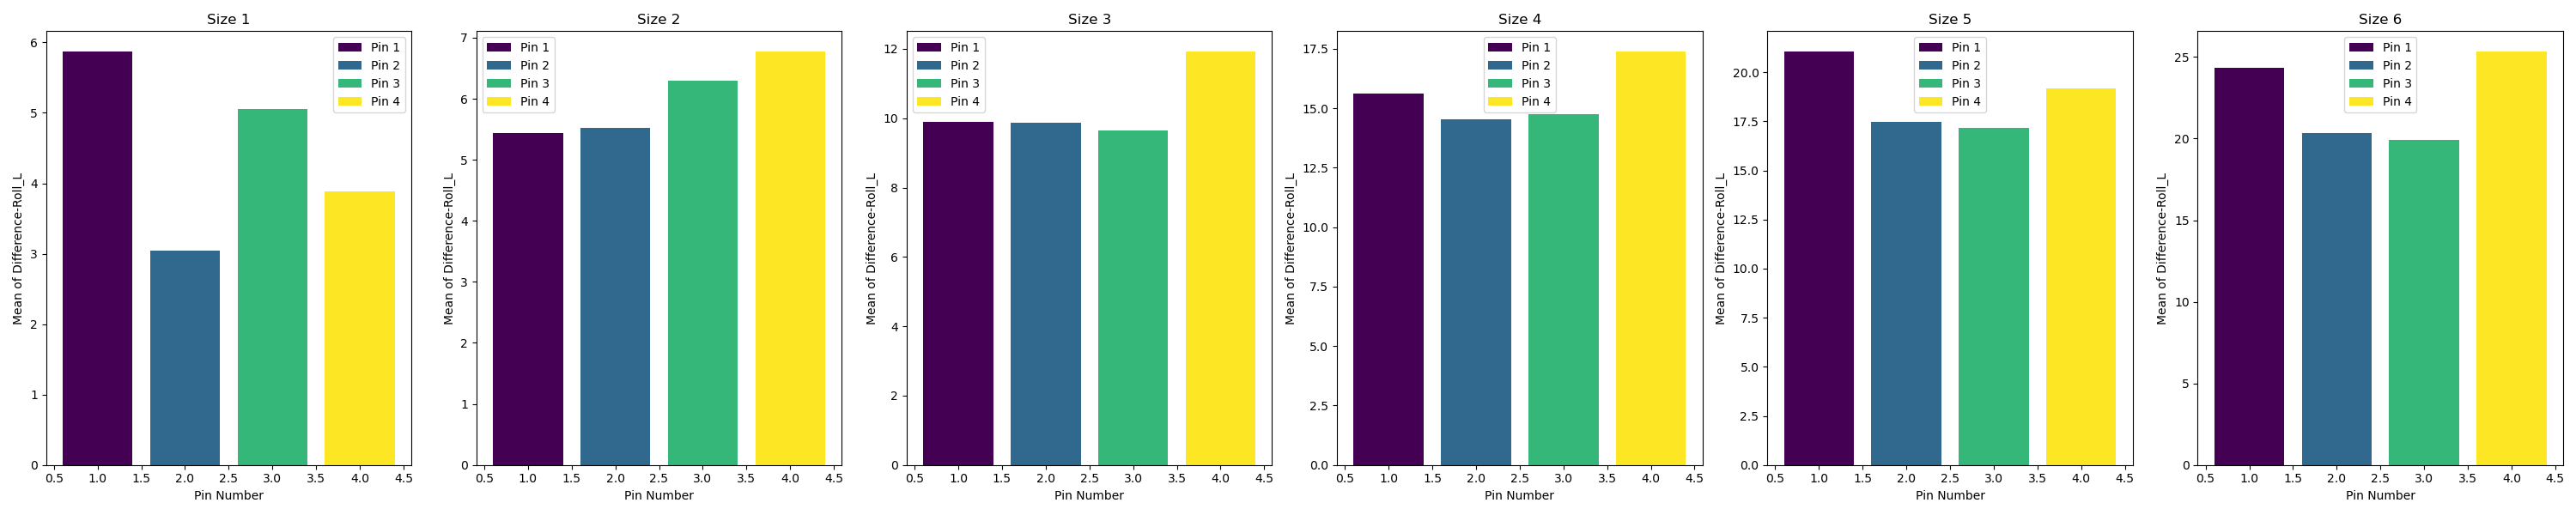 Size 1
Mean of Difference-Roll_L
6
5
4
3
2
1
0
Pin 1
Pin 2
Pin 3
Pin 4
0.5 1.0 1.5 2.0 2.5 3.0 3.5 4.0 4.5
Pin Number
Size 2
Mean of Difference-Roll_L
7
6
5
4
3
2
1
0
Pin 1
Pin 2
Pin 3
Pin 4
0.5 1.0 1.5 2.0 2.5 3.0 3.5 4.0 4.5
Pin Number
Size 3
Mean of Difference-Roll_L
12
10
8
6
4
2
0
Pin 1
Pin 2
Pin 3
Pin 4
0.5 1.0 1.5 2.0 2.5 3.0 3.5 4.0 4.5
Pin Number
Size 4
Mean of Difference-Roll_L
17.5
15.0
12.5
10.0
7.5
5.0
2.5
0.0
Pin 1
Pin 2
Pin 3
Pin 4
0.5 1.0 1.5 2.0 2.5 3.0 3.5 4.0 4.5
Pin Number
Size 5
Mean of Difference-Roll_L
20.0
17.5
15.0
12.5
10.0
7.5
5.0
2.5
0.0
Pin 1
Pin 2
Pin 3
Pin 4
0.5 1.0 1.5 2.0 2.5 3.0 3.5 4.0 4.5
Pin Number
Size 6
Mean of Difference-Roll_L
25
20
15
10
5
0
Pin 1
Pin 2
Pin 3
Pin 4
0.5 1.0 1.5 2.0 2.5 3.0 3.5 4.0 4.5
Pin Number